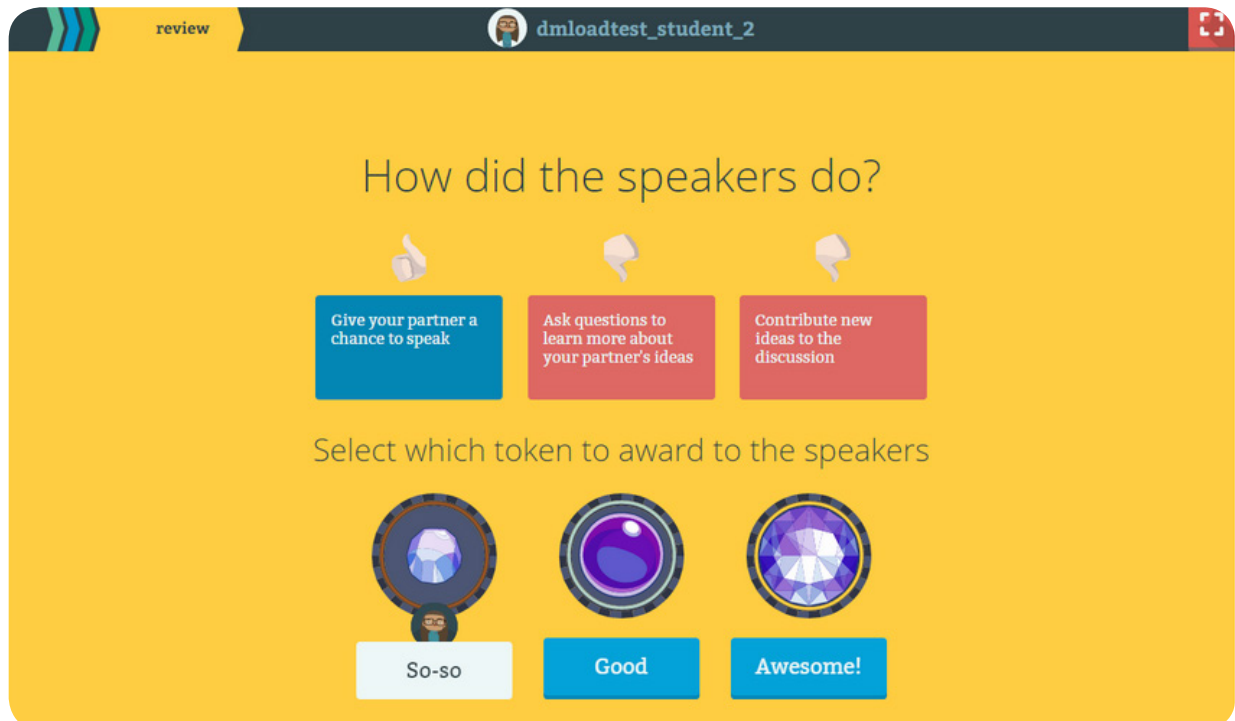 review
dmloadtest_student_2
How did the speakers do?
Give your partner a
chance to speak
Ask questions to
learn more about
your partner's ideas
Contribute new
ideas to the
discussion
Select which token to award to the speakers
So-so
Good
Awesome!